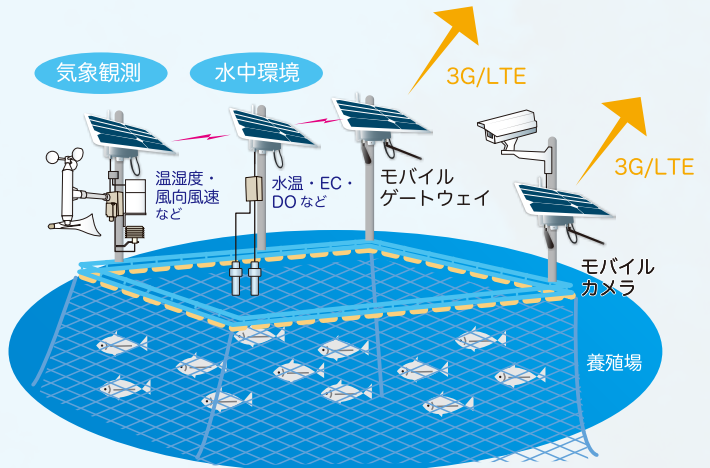 気象観測
水中環境
3G/LTE
3G/LTE
温湿度・
風向風速
など
水温・EC・
DOなど
モバイル
ゲートウェイ
モバイル
カメラ
養殖場